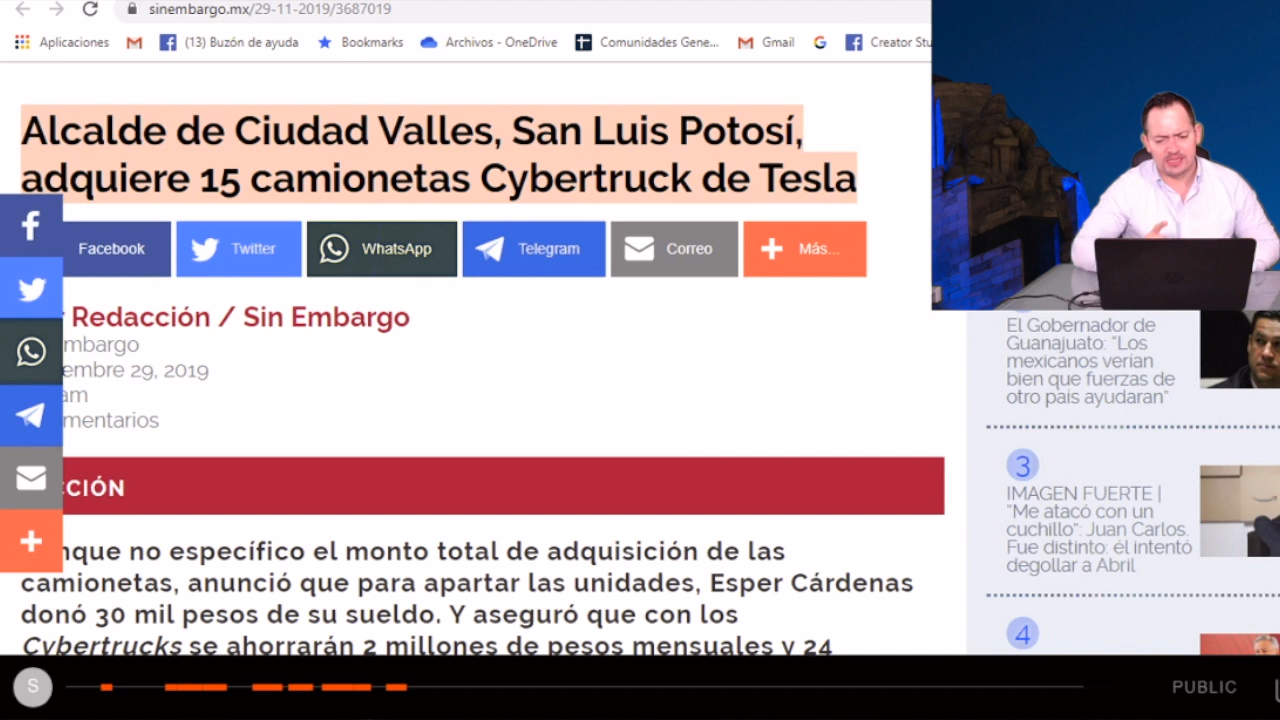 sinembargo.mx/29-11-2019/3687019
Aplicaciones
(13) Buzón de ayuda
Bookmarks
Archivos - OneDrive
Comunidades Gene...
Gmail
Creator Stu
Alcalde de Ciudad Valles, San Luis Potosí,
adquiere 15 camionetas Cybertruck de Tesla
Facebook
Twitter
WhatsApp
Telegram
Correo
Más...
Redacción / Sin Embargo
mbargo
embre 29, 2019
am
mentarios
CIÓN
nque no específico el monto total de adquisición de las
camionetas, anunció que para apartar las unidades, Esper Cárdenas
donó 30 mil pesos de su sueldo. Y aseguró que con los
Cybertrucks se ahorrarán 2 millones de pesos mensuales y 24
El Gobernador de
Guanajuato: "Los
mexicanos verían
bien que fuerzas de
otro país ayudaran"
3
IMAGEN FUERTE |
"Me atacó con un
cuchillo": Juan Carlos.
Fue distinto: él intentó
degollar a Abril
4
S
PUBLIC